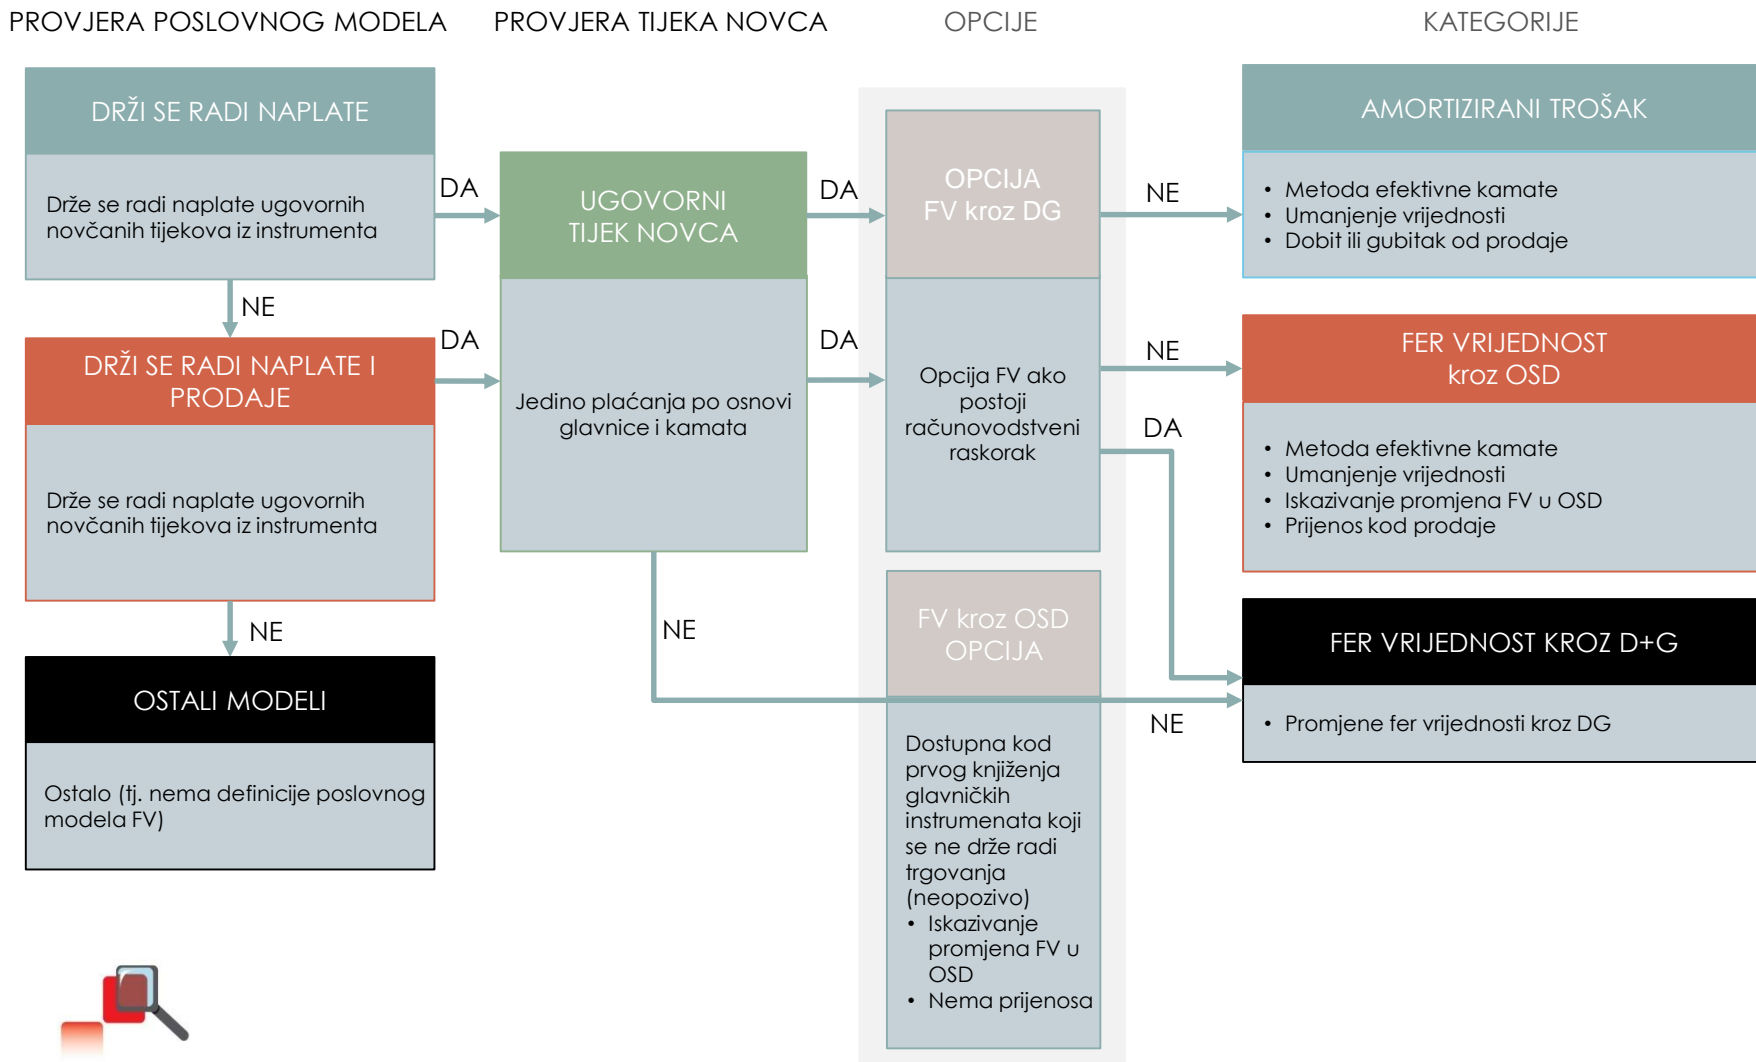 PROVJERA POSLOVNOG MODELA
PROVJERA TIJEKA NOVCA
OPCIJE
KATEGORIJE
DRŽI SE RADI NAPLATE
Drže se radi naplate ugovornih
novčanih tijekova iz instrumenta
DA
NE
DRŽI SE RADI NAPLATE I
PRODAJE
Drže se radi naplate ugovornih
novčanih tijekova iz instrumenta
DA
NE
OSTALI MODELI
Ostalo (tj. nema definicije poslovnog
modela FV)
UGOVORNI
TIJEK NOVCA
Jedino plaćanja po osnovi
glavnice i kamata
DA
DA
NE
OPCIJA
FV kroz DG
Opcija FV ako
postoji
računovodstveni
raskorak
NE
NE
DA
FV kroz OSD
OPCIJA
Dostupna kod
prvog knjiženja
glavničkih
instrumenata koji
se ne drže radi
trgovanja
(neopozivo)
• Iskazivanje
promjena FV u
OSD
• Nema prijenosa
NE
AMORTIZIRANI TROŠAK
• Metoda efektivne kamate
• Umanjenje vrijednosti
• Dobit ili gubitak od prodaje
FER VRIJEDNOST
kroz OSD
• Metoda efektivne kamate
• Umanjenje vrijednosti
• Iskazivanje promjena FV u OSD
• Prijenos kod prodaje
FER VRIJEDNOST KROZ D+G
• Promjene fer vrijednosti kroz DG